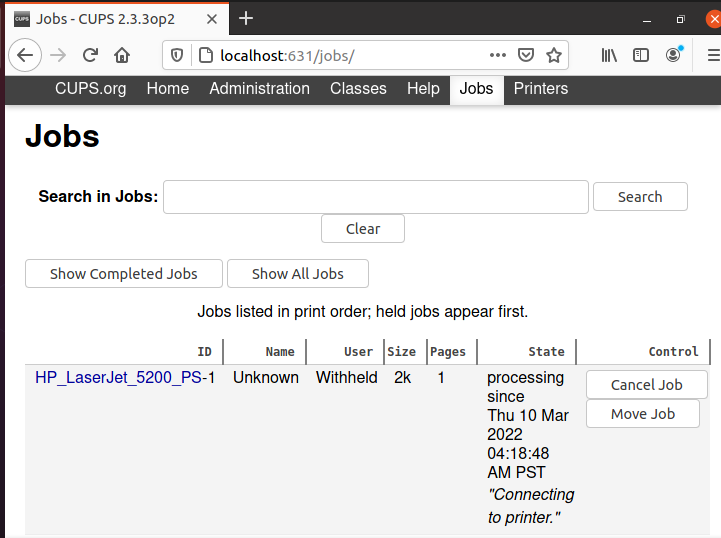 CUPS Jobs - CUPS 2.3.3op2
localhost:631/jobs/
CUPS.org Home Administration Classes Help Jobs Printers
Jobs
Search in Jobs: Search
Clear
Show Completed Jobs Show All Jobs
Jobs listed in print order; held jobs appear first.
ID Name User Size Pages State Control
HP_LaserJet_5200_PS-1 Unknown Withheld 2k 1 processing Cancel Job
since
Thu 10 Mar Move Job
2022
04:18:48
AM PST
"Connecting
to printer."